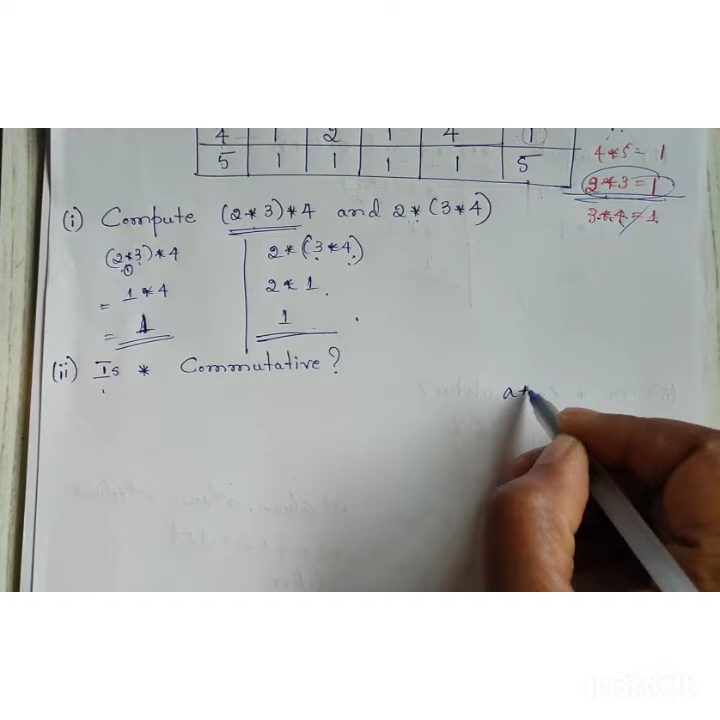 4 1 2 1 4 1
5 1 1 1 1 5
4*5 = 1
2*3 = 1
3*4 = 1
(i) Compute (2*3)*4 and 2*(3*4)
(2*3)*4
= 1*4
= 1
2*(3*4)
2*1
1
(ii) Is * Commutative?
a*